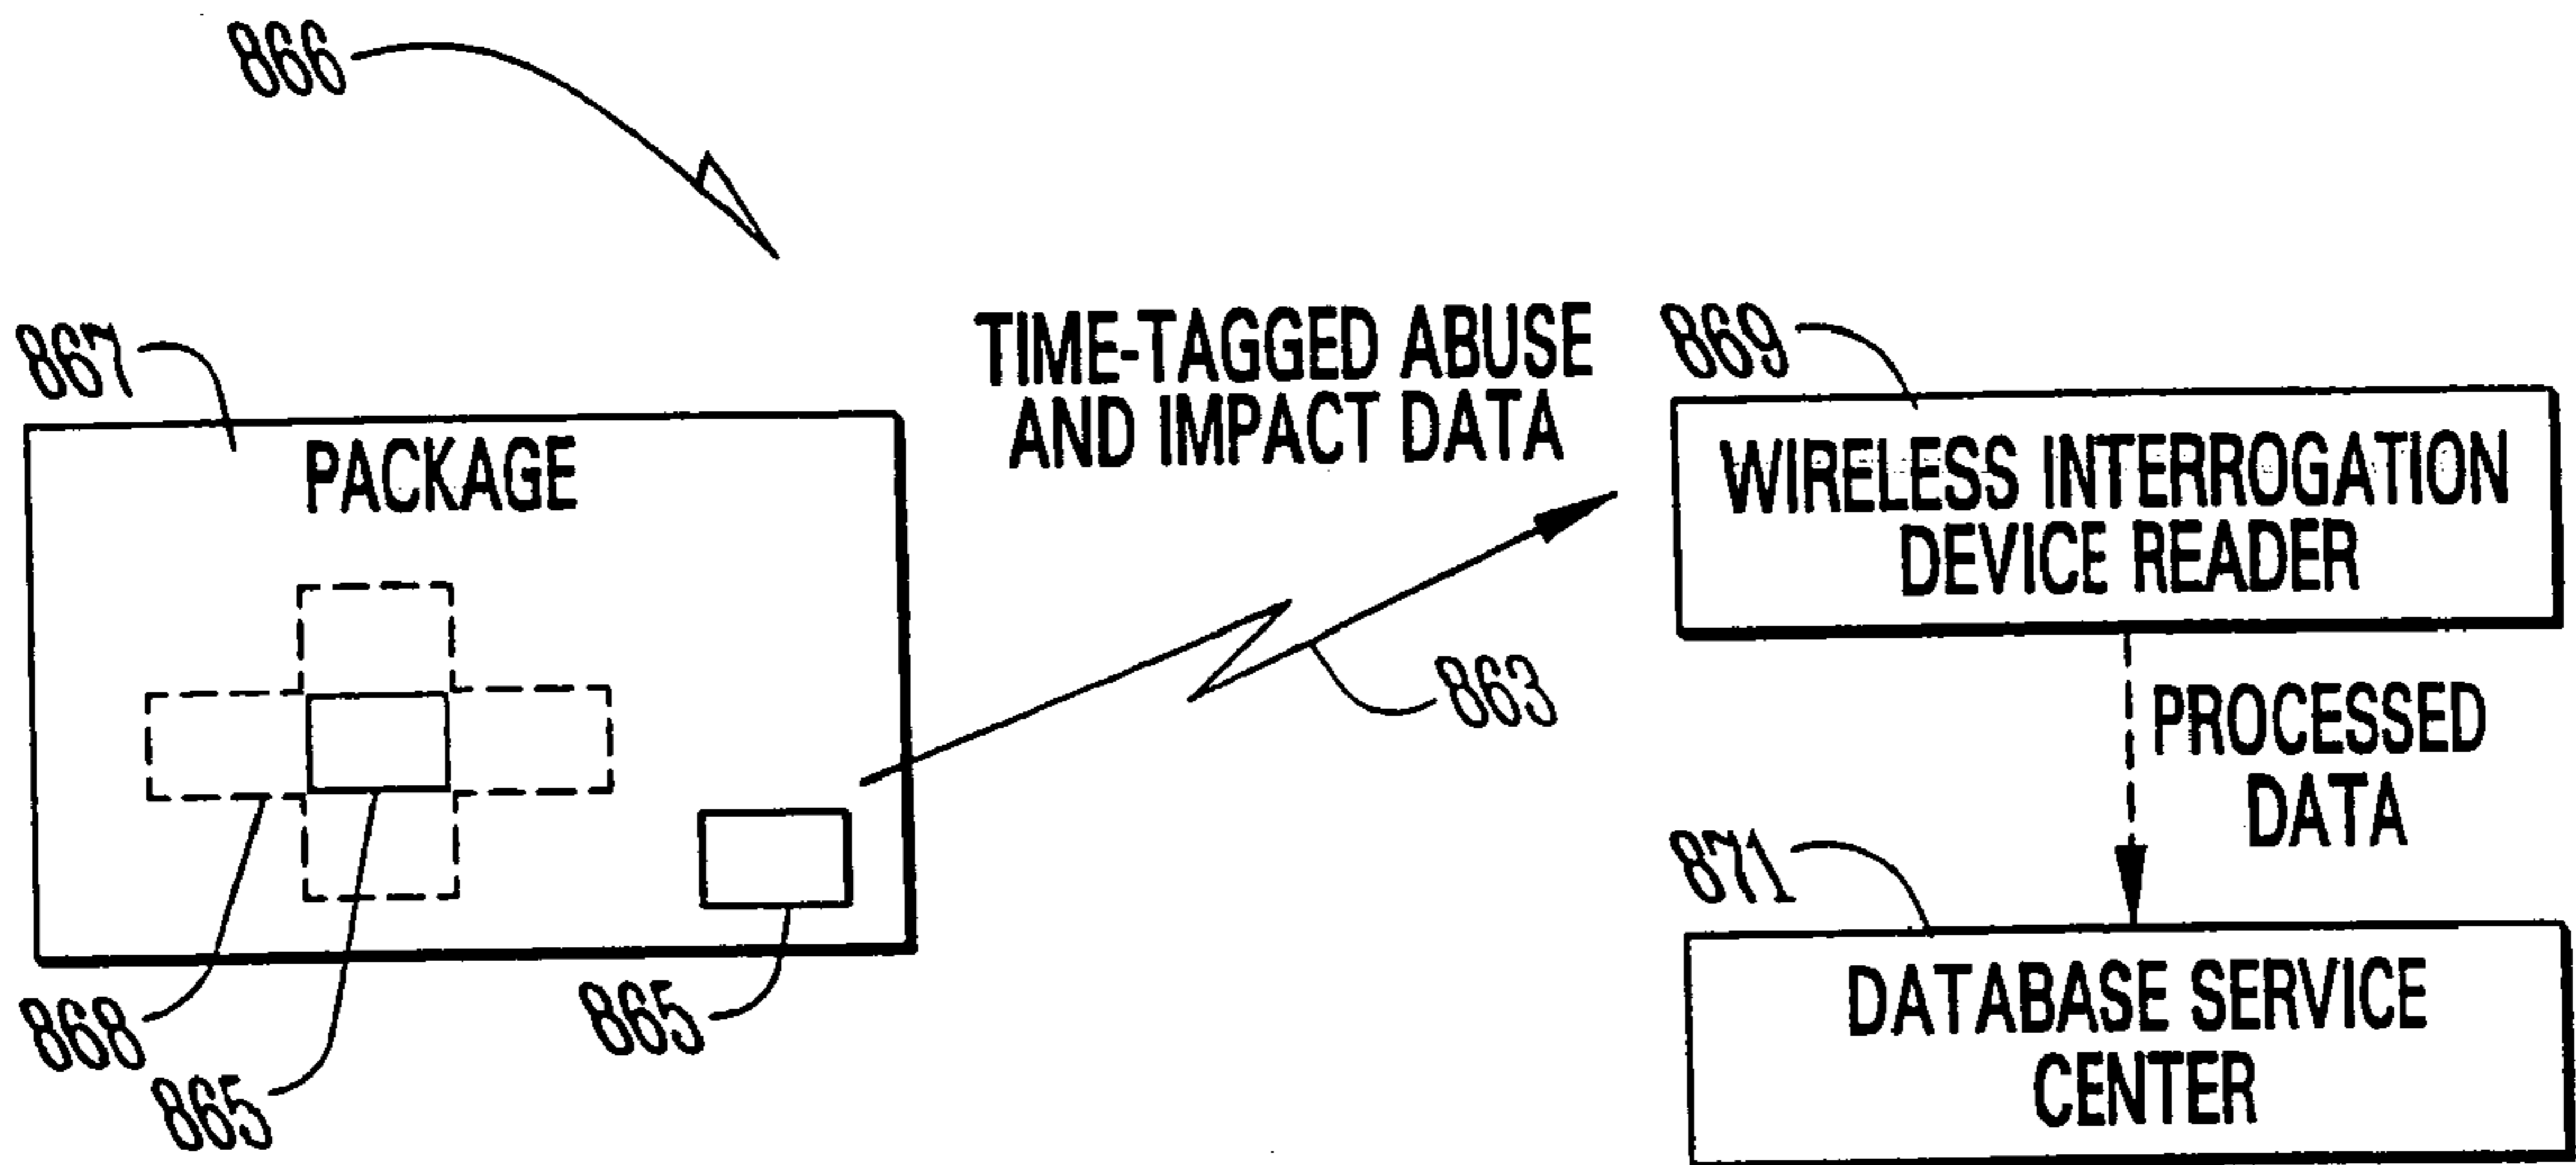 866
867
PACKAGE
868
865
865
TIME-TAGGED ABUSE
AND IMPACT DATA
863
869
WIRELESS INTERROGATION
DEVICE READER
PROCESSED
DATA
871
DATABASE SERVICE
CENTER